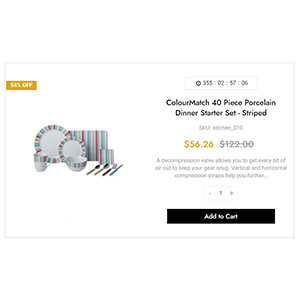 54% OFF
355 : 02 : 57 : 06
ColourMatch 40 Piece Porcelain
Dinner Starter Set - Striped
SKU: kitchen_010
$56.26 $122.00
A decompression valve allows you to get every bit of
air out to keep your gear snug. Vertical and horizontal
compression straps help you further...
- 1 +
Add to Cart